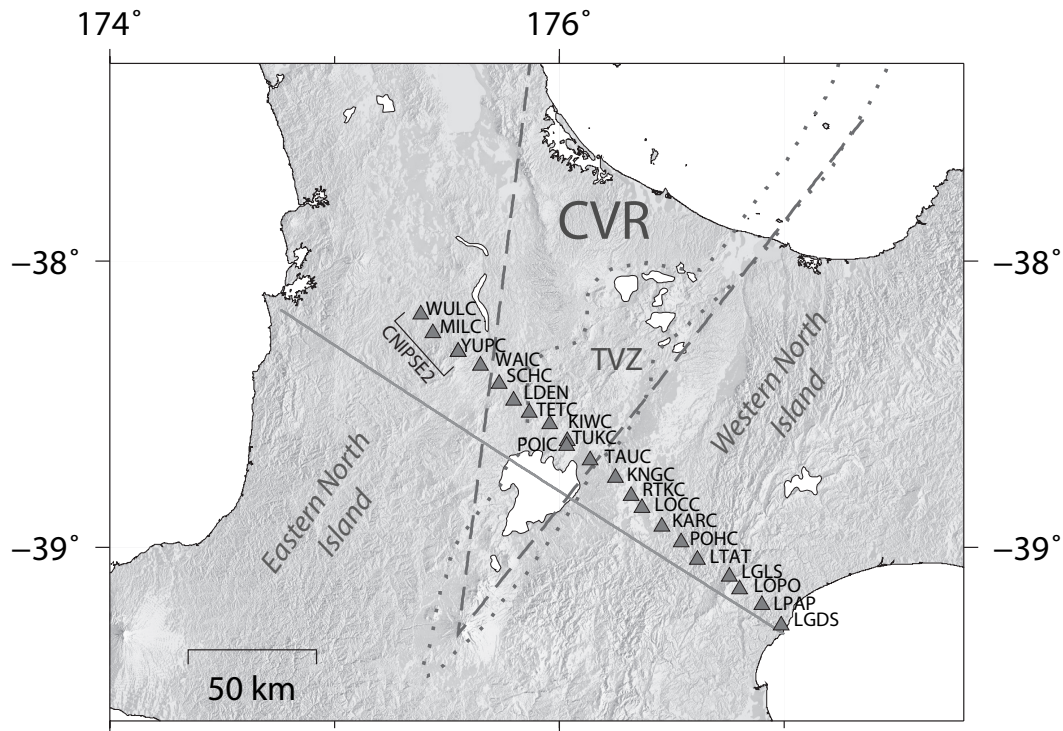 174°
176°
CVR
−38°
−38°
WULC
MILC
CNIPSE2
YUPC
WAIC
SCHC
LDEN
TETC
KIWC
TUKC
POIC
TVZ
TAUC
KNGC
RTKC
LOCC
KARC
POHC
LTAT
LGLS
LOPO
LPAP
LGDS
Western North
Island
Eastern North
Island
−39°
−39°
50 km